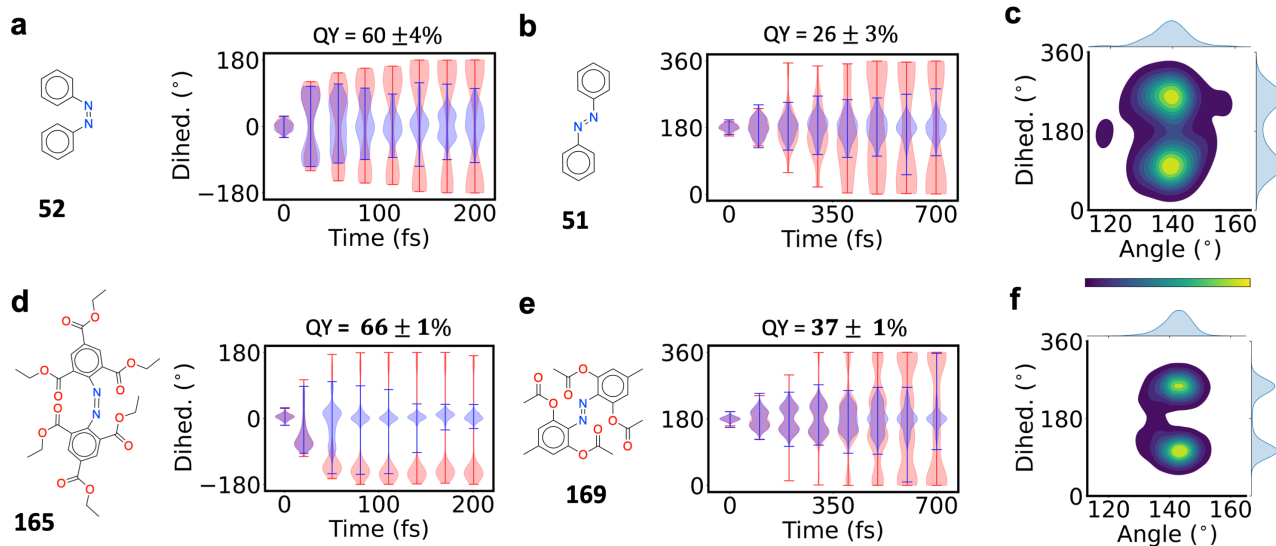 a
QY = 60 ±4%
Dihed. (°)
180
0
−180
0
100
200
Time (fs)
N
N
52
b
QY = 26 ± 3%
Dihed. (°)
360
180
0
0
350
700
Time (fs)
N
N
51
c
Dihed. (°)
360
180
0
120
140
160
Angle (°)
d
QY = 66 ± 1%
Dihed. (°)
180
0
−180
0
100
200
Time (fs)
O
O
O
O
O
O
N
N
O
O
O
O
O
O
165
e
QY = 37 ± 1%
Dihed. (°)
360
180
0
0
350
700
Time (fs)
O
O
O
O
N
N
O
O
O
O
169
f
Dihed. (°)
360
180
0
120
140
160
Angle (°)